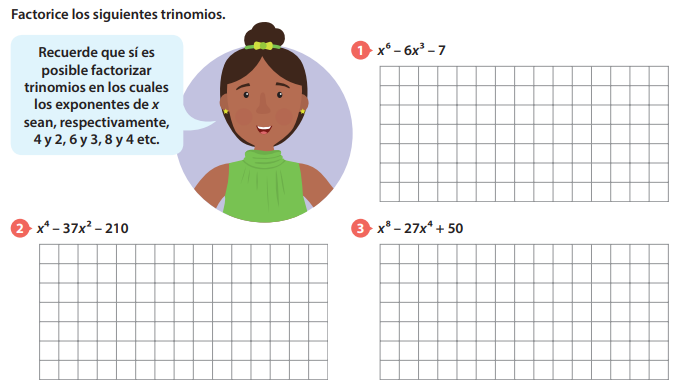 Factorice los siguientes trinomios.
Recuerde que sí es
posible factorizar
trinomios en los cuales
los exponentes de x
sean, respectivamente,
4 y 2, 6 y 3, 8 y 4 etc.
1 x⁶ – 6x³ – 7
2 x⁴ – 37x² – 210
3 x⁸ – 27x⁴ + 50